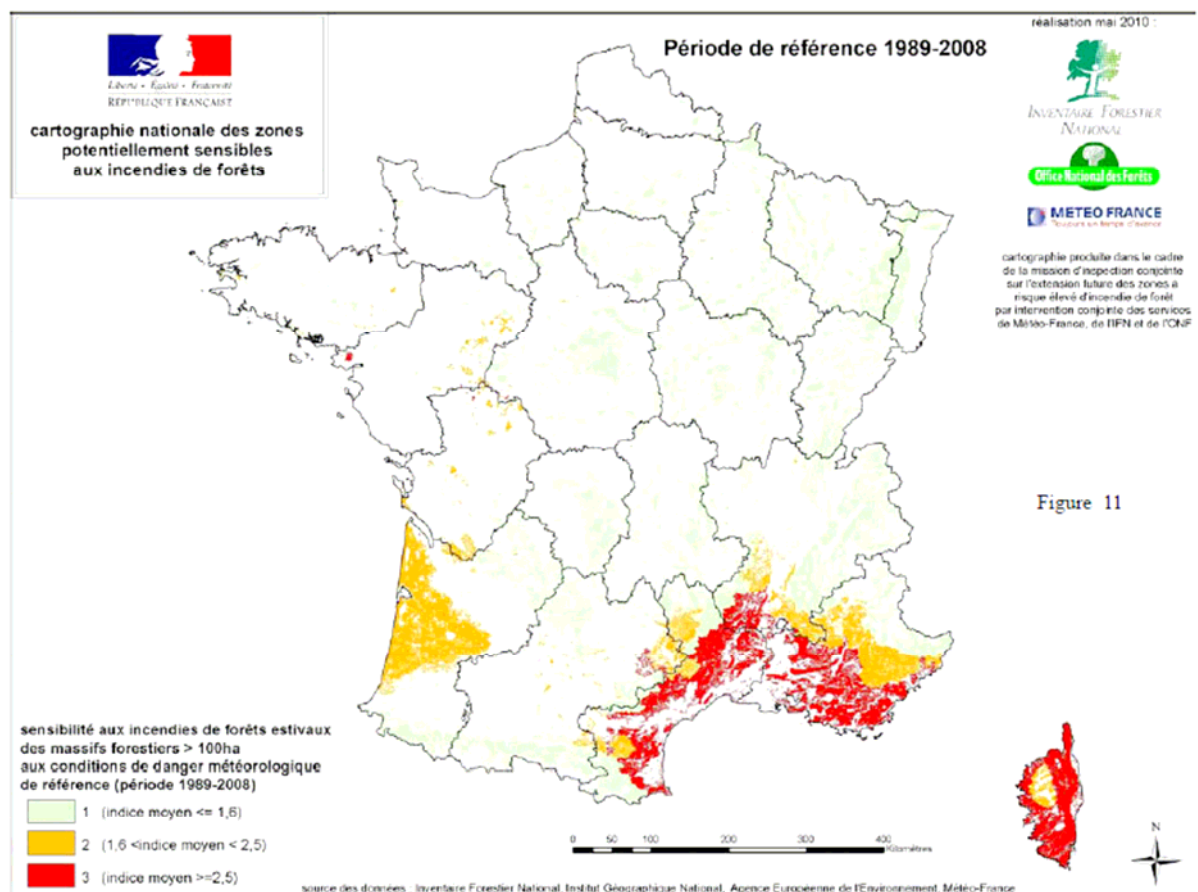 Liberté • Égalité • Fraternité
RÉPUBLIQUE FRANÇAISE
cartographie nationale des zones
potentiellement sensibles
aux incendies de forêts
Période de référence 1989-2008
réalisation mai 2010 :
INVENTAIRE FORESTIER
NATIONAL
Office National des Forêts
METEO FRANCE
Toujours un temps d'avance
cartographie produite dans le cadre
de la mission d'inspection conjointe
sur l'extension future des zones à
risque élevé d'incendie de forêt
par intervention conjointe des services
de Météo-France, de l'IFN et de l'ONF
Figure 11
sensibilité aux incendies de forêts estivaux
des massifs forestiers > 100ha
aux conditions de danger météorologique
de référence (période 1989-2008)
1 (indice moyen <= 1,6)
2 (1,6 <indice moyen < 2,5)
3 (indice moyen >=2,5)
0 50 100 200 300 400
Kilomètres
N
source des données : Inventaire Forestier National, Institut Géographique National, Agence Européenne de l'Environnement, Météo-France